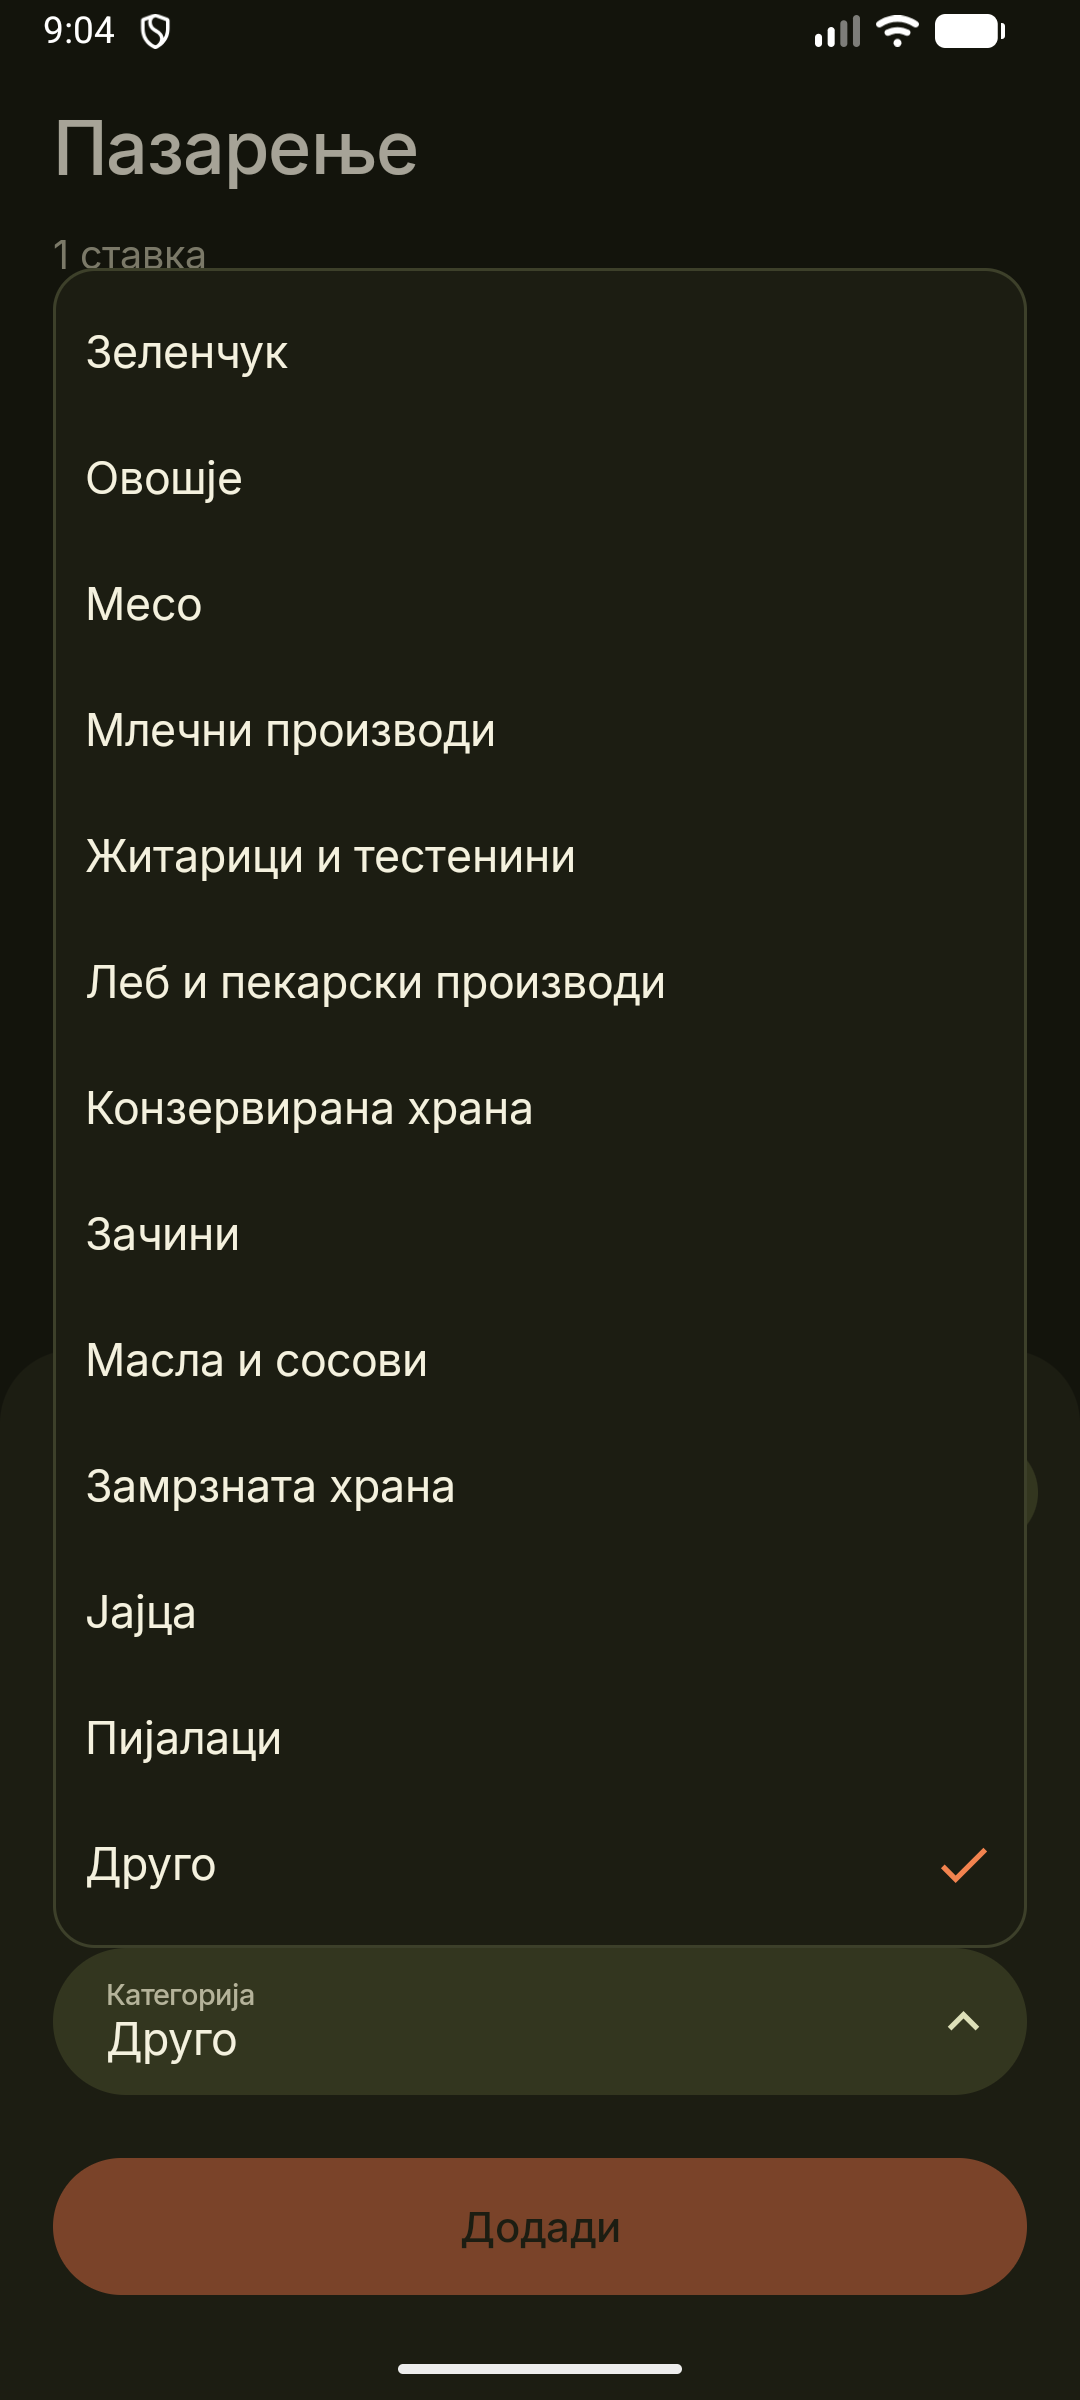 9:04
Пазарење
1 ставка
Зеленчук
Овошје
Месо
Млечни производи
Житарици и тестенини
Леб и пекарски производи
Конзервирана храна
Зачини
Масла и сосови
Замрзната храна
Јајца
Пијалаци
Друго
Категорија
Друго
Додади